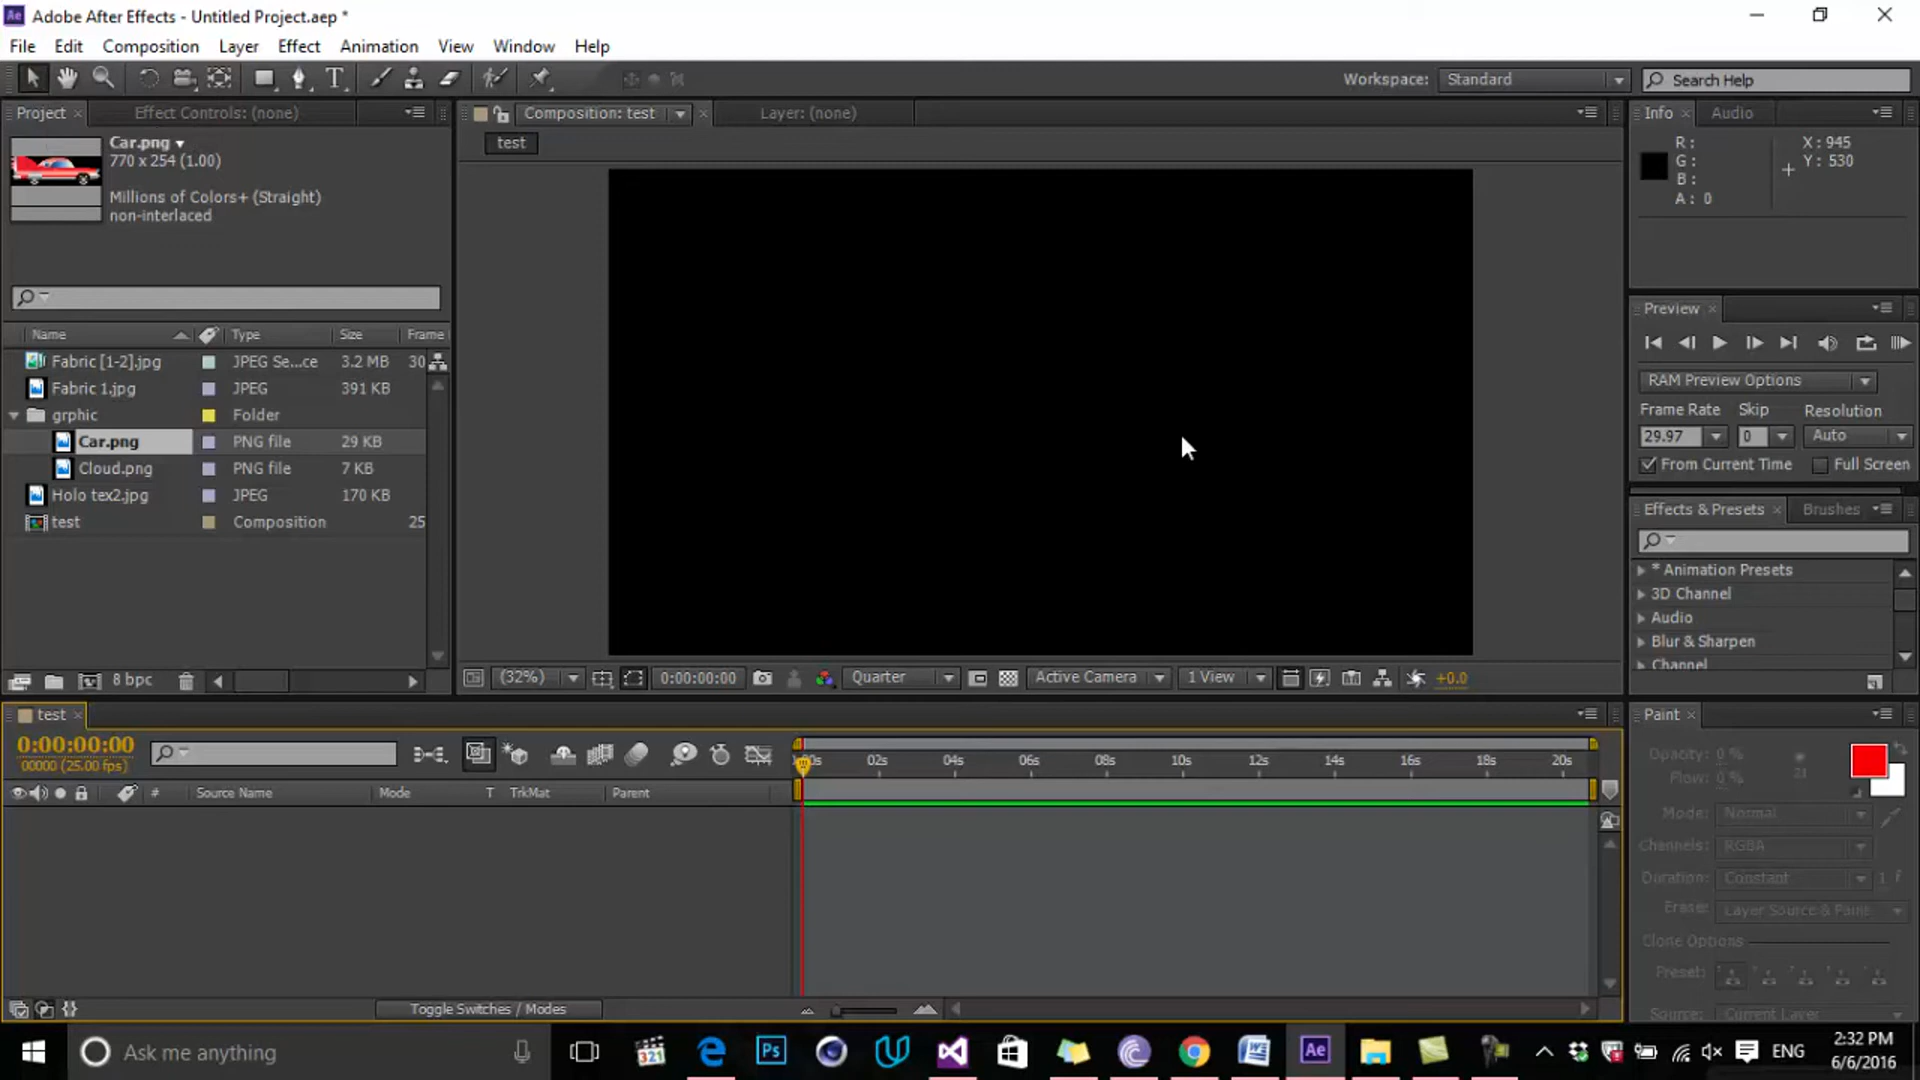 Adobe After Effects - Untitled Project.aep *
File Edit Composition Layer Effect Animation View Window Help
Workspace: Standard Search Help
Project Effect Controls: (none)
Composition: test Layer: (none)
Info Audio
Car.png
770 x 254 (1.00)
Millions of Colors+ (Straight)
non-interlaced
test
R:
G:
B:
A: 0
X: 945
Y: 530
Name Type Size Frame
Fabric [1-2].jpg JPEG Se...ce 3.2 MB 30
Fabric 1.jpg JPEG 391 KB
grphic Folder
Car.png PNG file 29 KB
Cloud.png PNG file 7 KB
Holo tex2.jpg JPEG 170 KB
test Composition 25
8 bpc
Preview
RAM Preview Options
Frame Rate Skip Resolution
29.97 0 Auto
From Current Time Full Screen
Effects & Presets Brushes
* Animation Presets
3D Channel
Audio
Blur & Sharpen
Channel
(32%) 0:00:00:00 Quarter Active Camera 1 View +0.0
test
0:00:00:00
00000 (25.00 fps)
02s 04s 06s 08s 10s 12s 14s 16s 18s 20s
# Source Name Mode T TrkMat Parent
Toggle Switches / Modes
Paint
Opacity: 0 %
Flow: 0 %
21
Mode: Normal
Channels: RGBA
Duration: Constant 1 f
Erase: Layer Source & Paint
Clone Options
Preset:
Source: Current Layer
Ask me anything
321
Ps
Ae
ENG
2:32 PM
6/6/2016